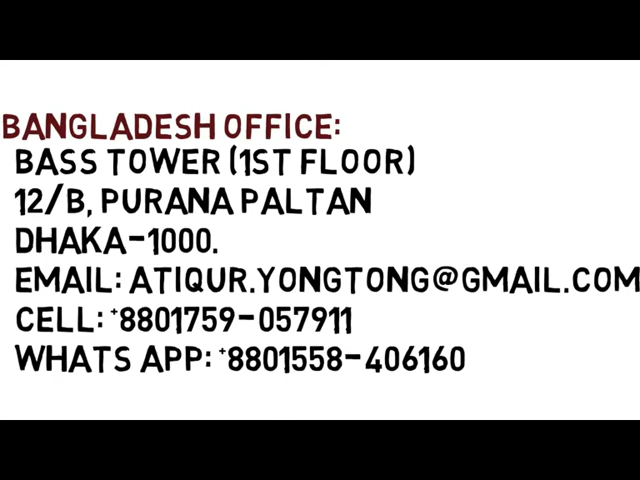 BANGLADESH OFFICE:
BASS TOWER (1ST FLOOR)
12/B, PURANA PALTAN
DHAKA-1000.
EMAIL: ATIQUR.YONGTONG@GMAIL.COM
CELL: +8801759-057911
WHATS APP: +8801558-406160